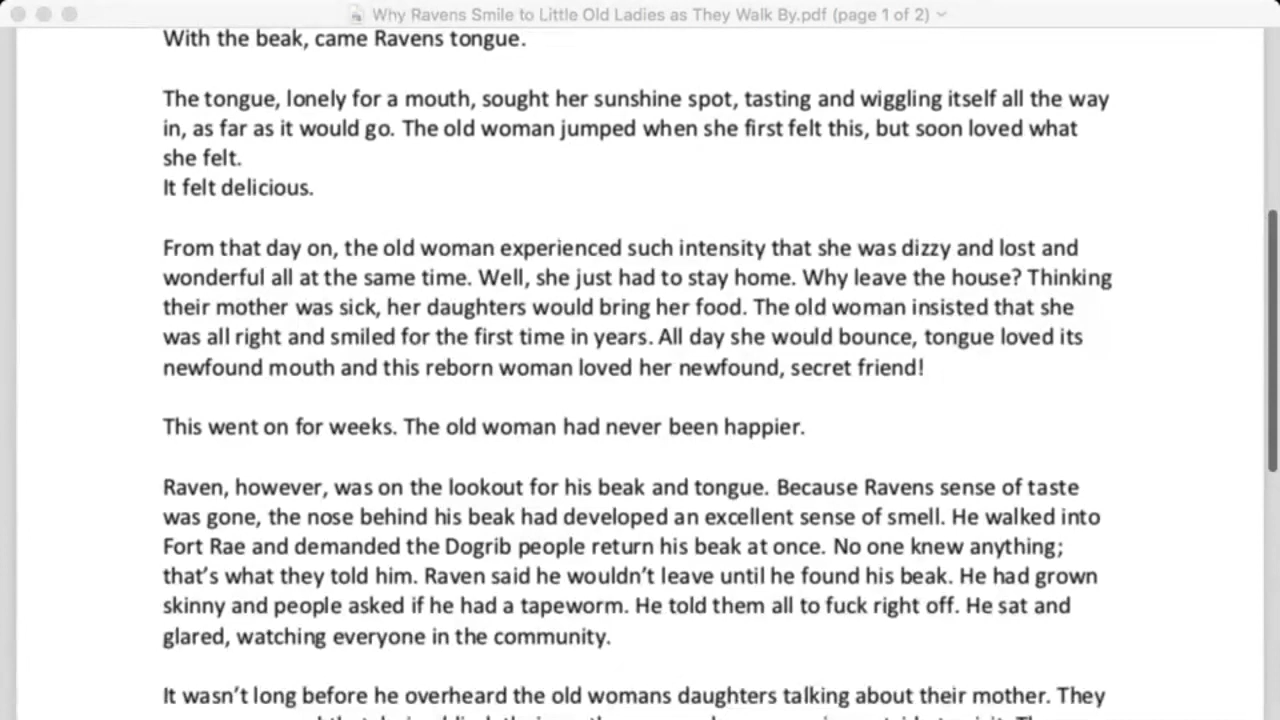 Why Ravens Smile to Little Old Ladies as They Walk By.pdf (page 1 of 2)
With the beak, came Ravens tongue.
The tongue, lonely for a mouth, sought her sunshine spot, tasting and wiggling itself all the way
in, as far as it would go. The old woman jumped when she first felt this, but soon loved what
she felt.
It felt delicious.
From that day on, the old woman experienced such intensity that she was dizzy and lost and
wonderful all at the same time. Well, she just had to stay home. Why leave the house? Thinking
their mother was sick, her daughters would bring her food. The old woman insisted that she
was all right and smiled for the first time in years. All day she would bounce, tongue loved its
newfound mouth and this reborn woman loved her newfound, secret friend!
This went on for weeks. The old woman had never been happier.
Raven, however, was on the lookout for his beak and tongue. Because Ravens sense of taste
was gone, the nose behind his beak had developed an excellent sense of smell. He walked into
Fort Rae and demanded the Dogrib people return his beak at once. No one knew anything;
that’s what they told him. Raven said he wouldn’t leave until he found his beak. He had grown
skinny and people asked if he had a tapeworm. He told them all to fuck right off. He sat and
glared, watching everyone in the community.
It wasn’t long before he overheard the old womans daughters talking about their mother. They